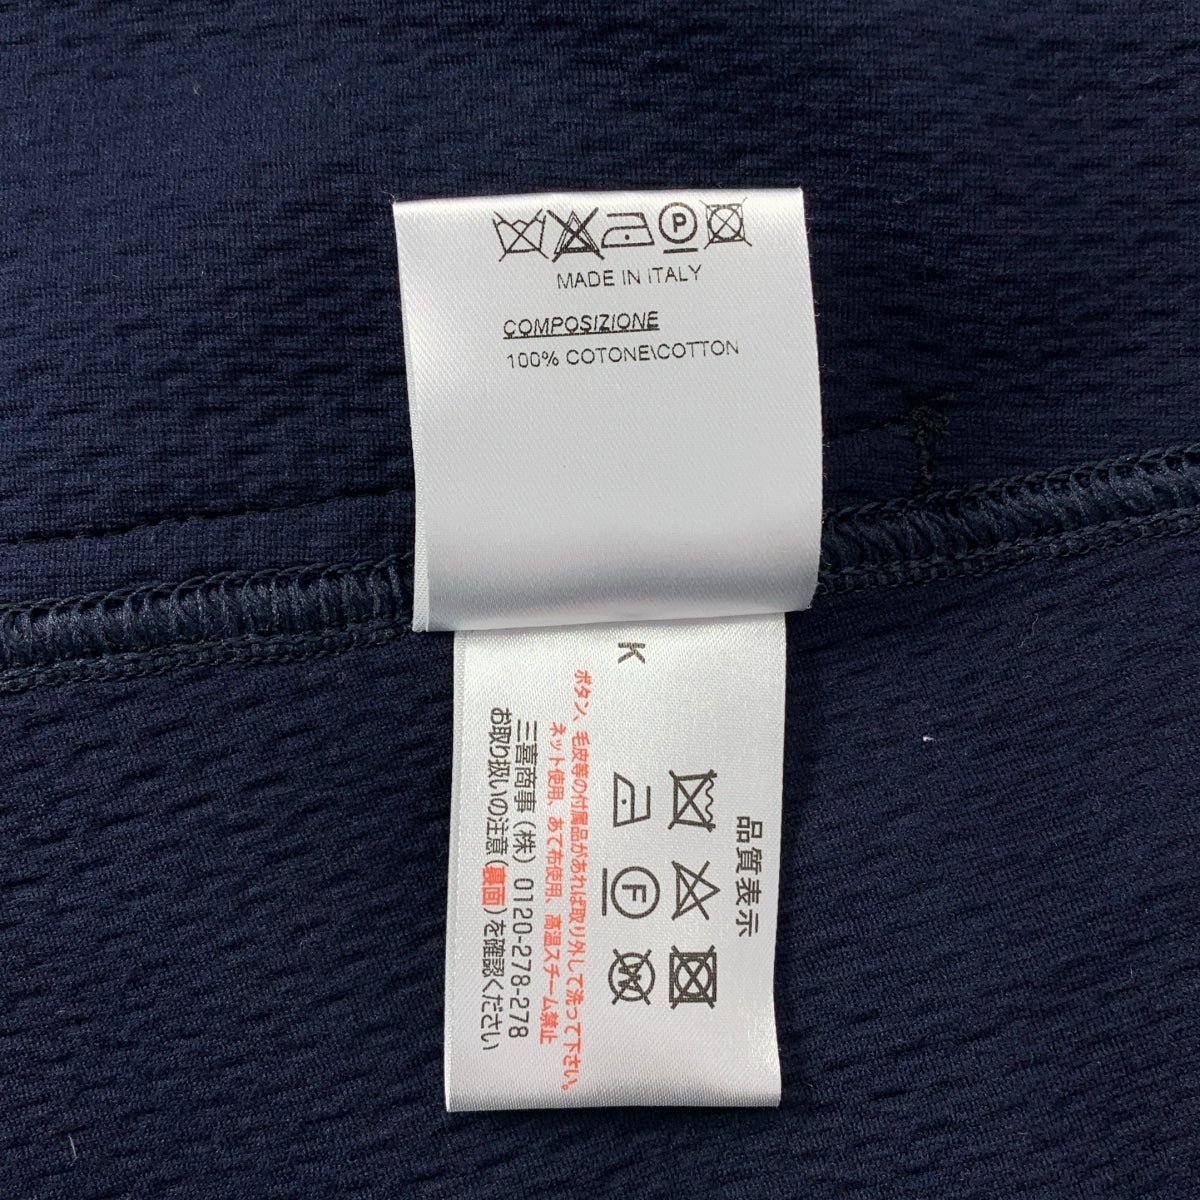 P
MADE IN ITALY
COMPOSIZIONE
100% COTONE\COTTON
K
品質表示
F
W
ボタン、毛皮等の付属品があれば取り外して洗って下さい。
ネット使用、あて布使用、高温スチーム禁止
三喜商事(株) 0120-278-278
お取り扱いの注意(裏面)を確認ください